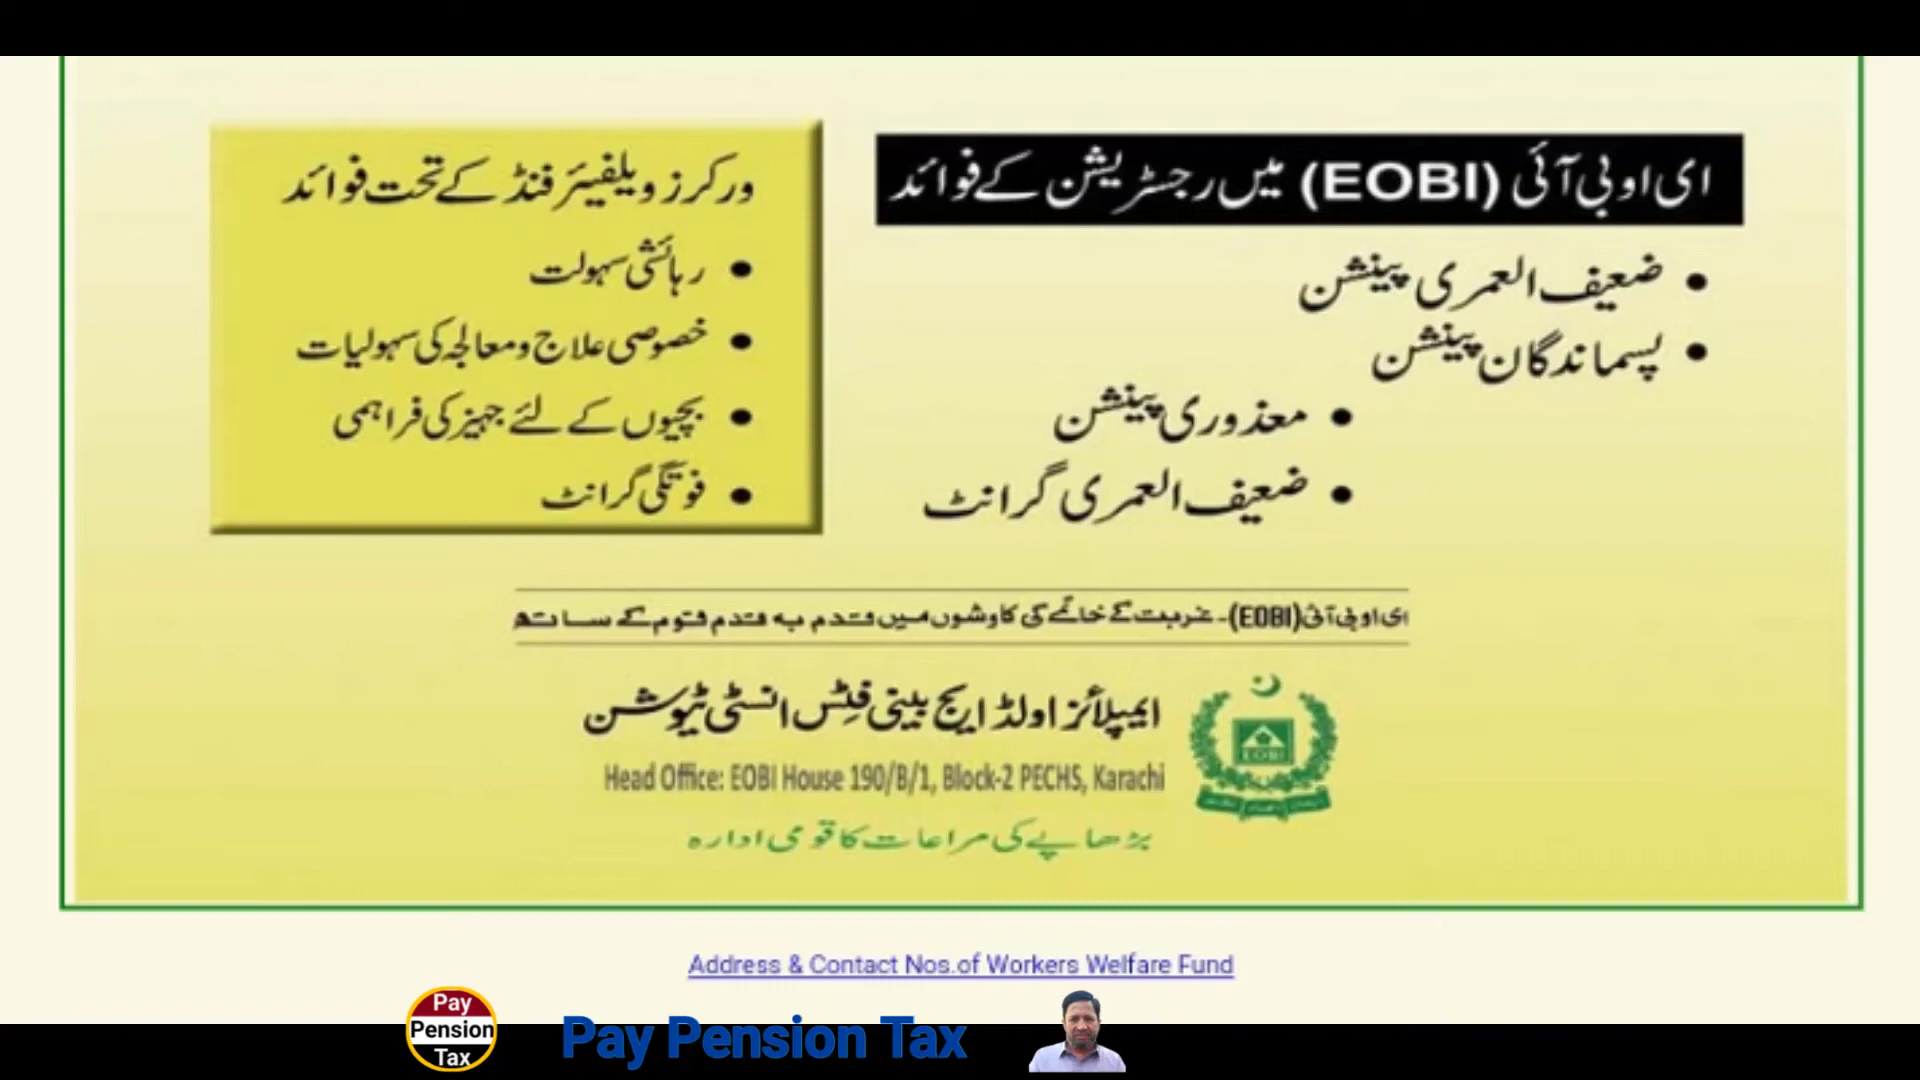 ای او بی آئی (EOBI) میں رجسٹریشن کے فوائد
• ضعیف العمری پینشن
• پسماندگان پینشن
• معذوری پینشن
• ضعیف العمری گرانٹ
ورکرز ویلفیئر فنڈ کے تحت فوائد
• رہائشی سہولت
• خصوصی علاج و معالجہ کی سہولیات
• بچیوں کے لئے جہیز کی فراہمی
• فوتگی گرانٹ
ای او بی آئی (EOBI)۔ غربت کے خاتمے کی کاوشوں میں قدم بہ قدم قوم کے ساتھ
ایمپلائز اولڈ ایج بینی فِٹس انسٹی ٹیوشن
Head Office: EOBI House 190/B/1, Block-2 PECHS, Karachi
بڑھاپے کی مراعات کا قومی ادارہ
EOBI
Address & Contact Nos.of Workers Welfare Fund
Pay
Pension
Tax
Pay Pension Tax